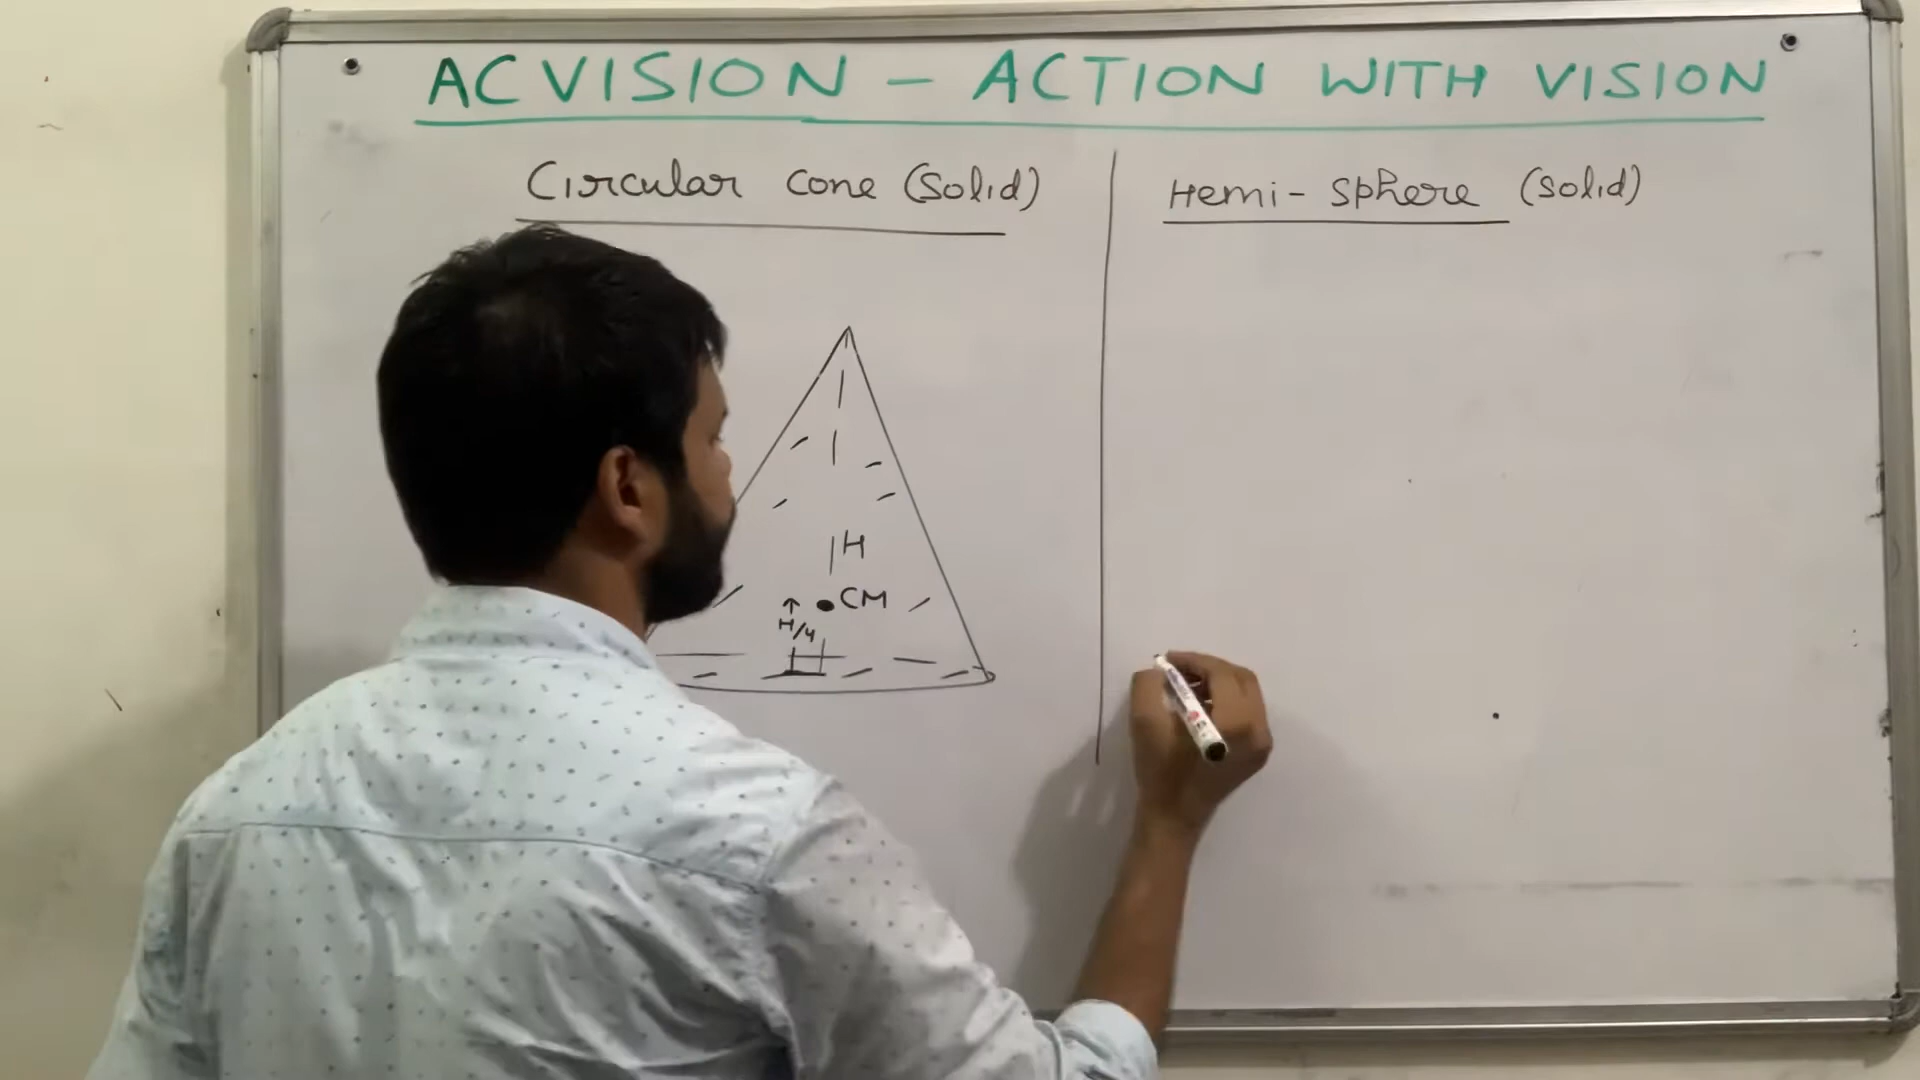 ACVISION - ACTION WITH VISION
Circular cone (solid)
Hemi-sphere (solid)
H
CM
H/4